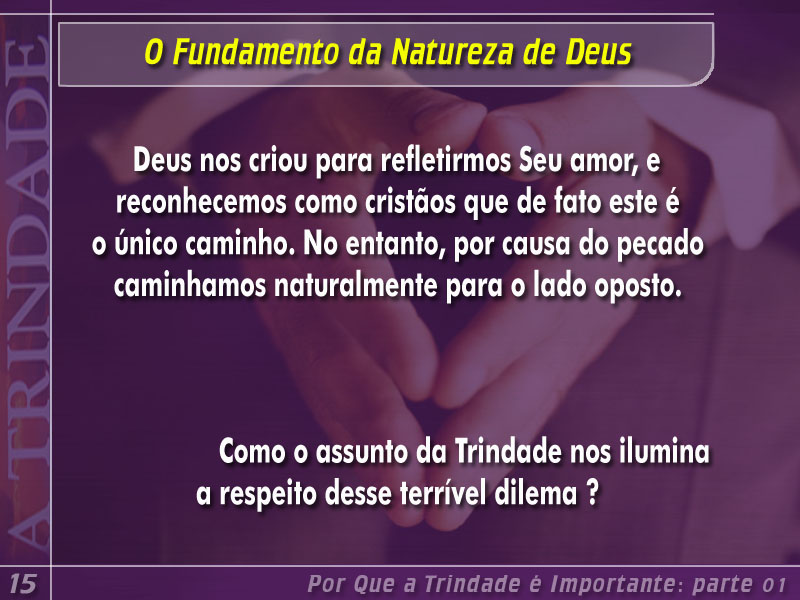 O Fundamento da Natureza de Deus
Deus nos criou para refletirmos Seu amor, e
reconhecemos como cristãos que de fato este é
o único caminho. No entanto, por causa do pecado
caminhamos naturalmente para o lado oposto.
Como o assunto da Trindade nos ilumina
a respeito desse terrível dilema ?
A TRINDADE
15
Por Que a Trindade é Importante: parte 01